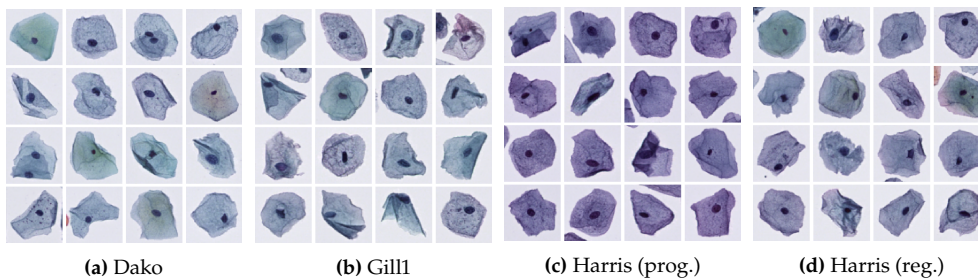 (a) Dako
(b) Gill1
(c) Harris (prog.)
(d) Harris (reg.)